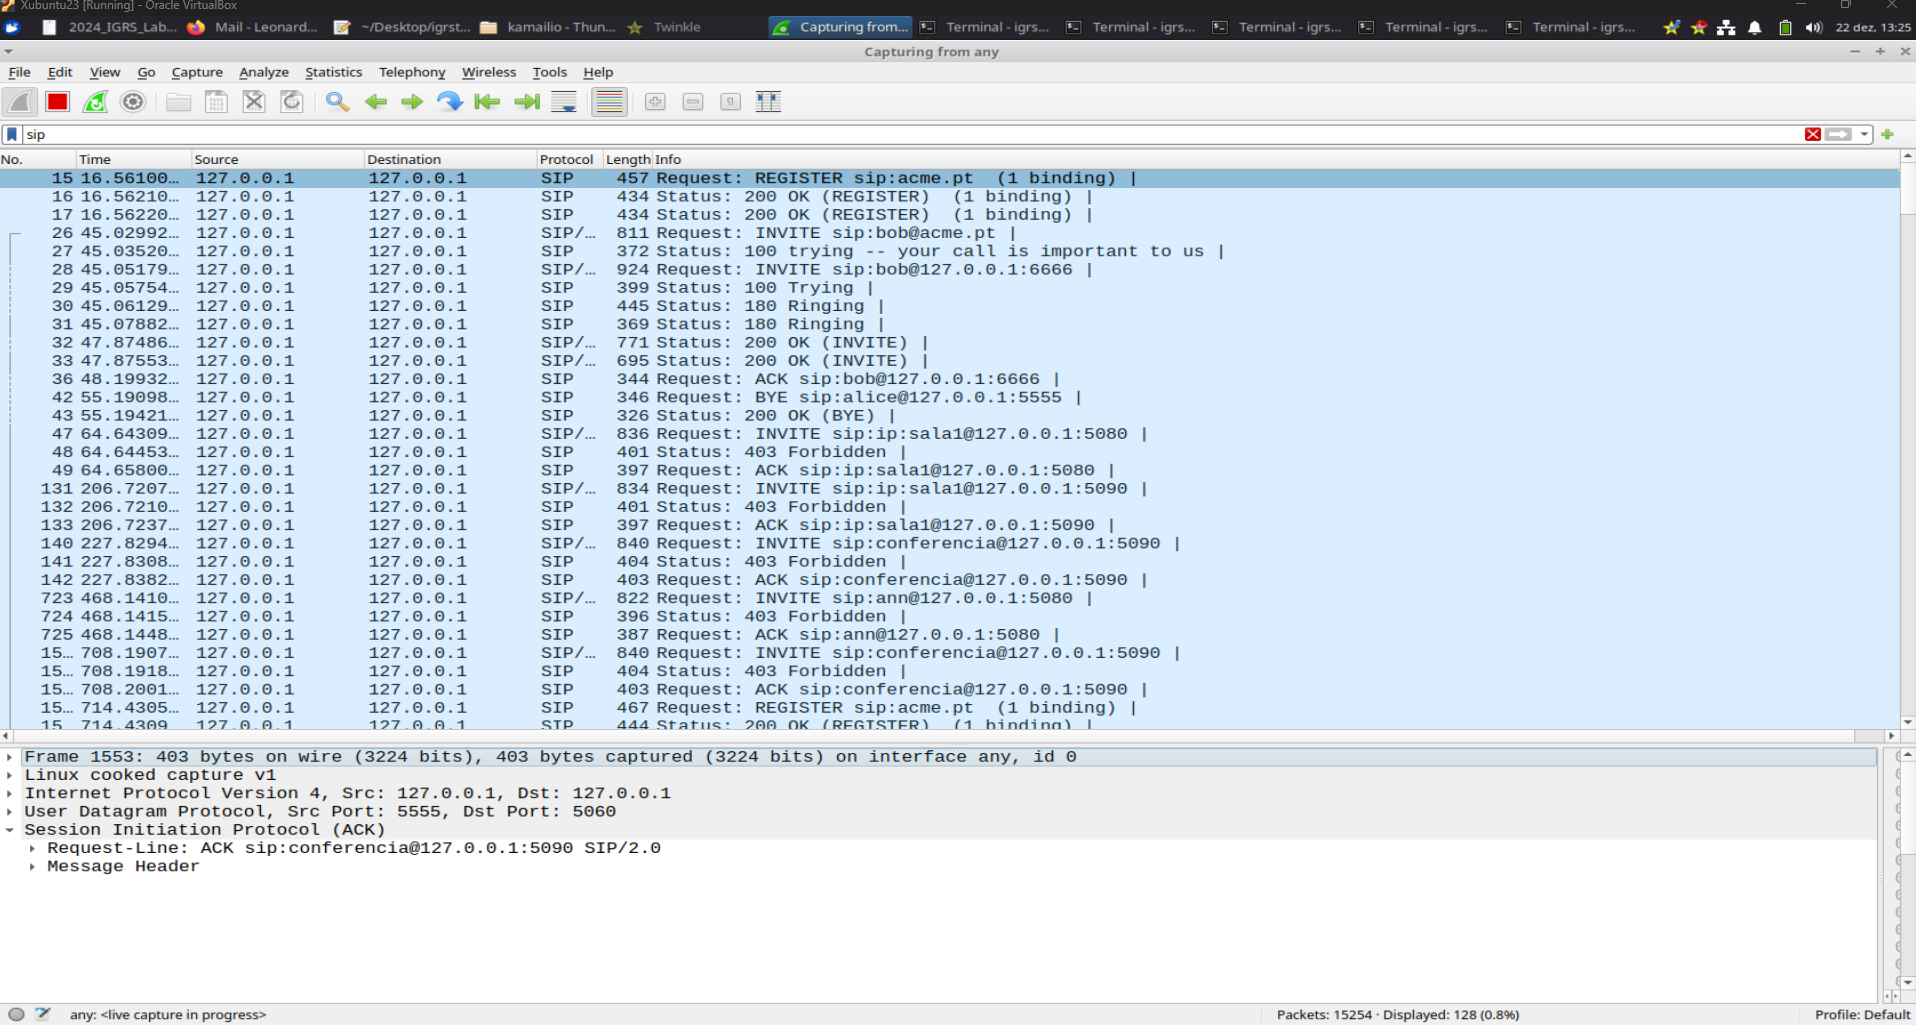 Xubuntu23 [Running] - Oracle VirtualBox
2024_IGRS_Lab... Mail - Leonard... ~/Desktop/igrst... kamailio - Thun... Twinkle Capturing from... Terminal - igrs... Terminal - igrs... Terminal - igrs... Terminal - igrs... Terminal - igrs... 22 dez, 13:25
Capturing from any
File Edit View Go Capture Analyze Statistics Telephony Wireless Tools Help
sip
No. Time Source Destination Protocol Length Info
15 16.56100… 127.0.0.1 127.0.0.1 SIP 457 Request: REGISTER sip:acme.pt (1 binding) |
16 16.56210… 127.0.0.1 127.0.0.1 SIP 434 Status: 200 OK (REGISTER) (1 binding) |
17 16.56220… 127.0.0.1 127.0.0.1 SIP 434 Status: 200 OK (REGISTER) (1 binding) |
26 45.02992… 127.0.0.1 127.0.0.1 SIP/… 811 Request: INVITE sip:bob@acme.pt |
27 45.03520… 127.0.0.1 127.0.0.1 SIP 372 Status: 100 trying -- your call is important to us |
28 45.05179… 127.0.0.1 127.0.0.1 SIP/… 924 Request: INVITE sip:bob@127.0.0.1:6666 |
29 45.05754… 127.0.0.1 127.0.0.1 SIP 399 Status: 100 Trying |
30 45.06129… 127.0.0.1 127.0.0.1 SIP 445 Status: 180 Ringing |
31 45.07882… 127.0.0.1 127.0.0.1 SIP 369 Status: 180 Ringing |
32 47.87486… 127.0.0.1 127.0.0.1 SIP/… 771 Status: 200 OK (INVITE) |
33 47.87553… 127.0.0.1 127.0.0.1 SIP/… 695 Status: 200 OK (INVITE) |
36 48.19932… 127.0.0.1 127.0.0.1 SIP 344 Request: ACK sip:bob@127.0.0.1:6666 |
42 55.19098… 127.0.0.1 127.0.0.1 SIP 346 Request: BYE sip:alice@127.0.0.1:5555 |
43 55.19421… 127.0.0.1 127.0.0.1 SIP 326 Status: 200 OK (BYE) |
47 64.64309… 127.0.0.1 127.0.0.1 SIP/… 836 Request: INVITE sip:ip:sala1@127.0.0.1:5080 |
48 64.64453… 127.0.0.1 127.0.0.1 SIP 401 Status: 403 Forbidden |
49 64.65800… 127.0.0.1 127.0.0.1 SIP 397 Request: ACK sip:ip:sala1@127.0.0.1:5080 |
131 206.7207… 127.0.0.1 127.0.0.1 SIP/… 834 Request: INVITE sip:ip:sala1@127.0.0.1:5090 |
132 206.7210… 127.0.0.1 127.0.0.1 SIP 401 Status: 403 Forbidden |
133 206.7237… 127.0.0.1 127.0.0.1 SIP 397 Request: ACK sip:ip:sala1@127.0.0.1:5090 |
140 227.8294… 127.0.0.1 127.0.0.1 SIP/… 840 Request: INVITE sip:conferencia@127.0.0.1:5090 |
141 227.8308… 127.0.0.1 127.0.0.1 SIP 404 Status: 403 Forbidden |
142 227.8382… 127.0.0.1 127.0.0.1 SIP 403 Request: ACK sip:conferencia@127.0.0.1:5090 |
723 468.1410… 127.0.0.1 127.0.0.1 SIP/… 822 Request: INVITE sip:ann@127.0.0.1:5080 |
724 468.1415… 127.0.0.1 127.0.0.1 SIP 396 Status: 403 Forbidden |
725 468.1448… 127.0.0.1 127.0.0.1 SIP 387 Request: ACK sip:ann@127.0.0.1:5080 |
15… 708.1907… 127.0.0.1 127.0.0.1 SIP/… 840 Request: INVITE sip:conferencia@127.0.0.1:5090 |
15… 708.1918… 127.0.0.1 127.0.0.1 SIP 404 Status: 403 Forbidden |
15… 708.2001… 127.0.0.1 127.0.0.1 SIP 403 Request: ACK sip:conferencia@127.0.0.1:5090 |
15… 714.4305… 127.0.0.1 127.0.0.1 SIP 467 Request: REGISTER sip:acme.pt (1 binding) |
15 714.4309 127.0.0.1 127.0.0.1 SIP 444 Status: 200 OK (REGISTER) (1 binding) |
Frame 1553: 403 bytes on wire (3224 bits), 403 bytes captured (3224 bits) on interface any, id 0
Linux cooked capture v1
Internet Protocol Version 4, Src: 127.0.0.1, Dst: 127.0.0.1
User Datagram Protocol, Src Port: 5555, Dst Port: 5060
Session Initiation Protocol (ACK)
Request-Line: ACK sip:conferencia@127.0.0.1:5090 SIP/2.0
Message Header
any: <live capture in progress> Packets: 15254 · Displayed: 128 (0.8%) Profile: Default